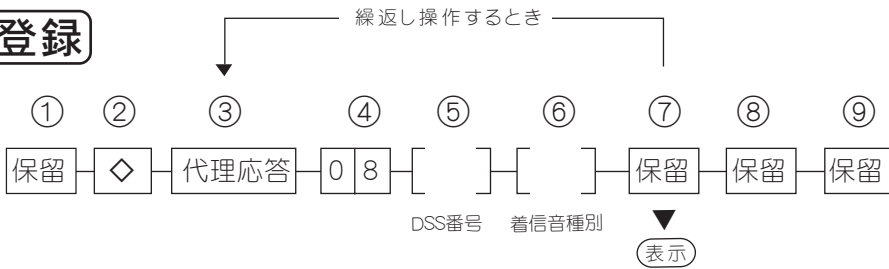 繰返し操作するとき
登録
① ② ③ ④ ⑤ ⑥ ⑦ ⑧ ⑨
保留 ◇ 代理応答 0 8 保留 保留 保留
DSS番号 着信音種別
表示